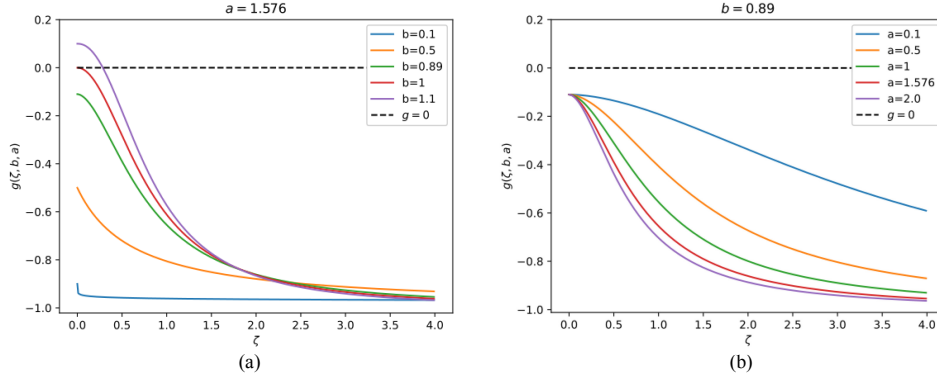 a = 1.576
0.2
0.0
−0.2
−0.4
−0.6
−0.8
−1.0
g(ζ, b, a)
b=0.1
b=0.5
b=0.89
b=1
b=1.1
g = 0
0.0 0.5 1.0 1.5 2.0 2.5 3.0 3.5 4.0
ζ
(a)
b = 0.89
0.2
0.0
−0.2
−0.4
−0.6
−0.8
−1.0
g(ζ, b, a)
a=0.1
a=0.5
a=1
a=1.576
a=2.0
g = 0
0.0 0.5 1.0 1.5 2.0 2.5 3.0 3.5 4.0
ζ
(b)